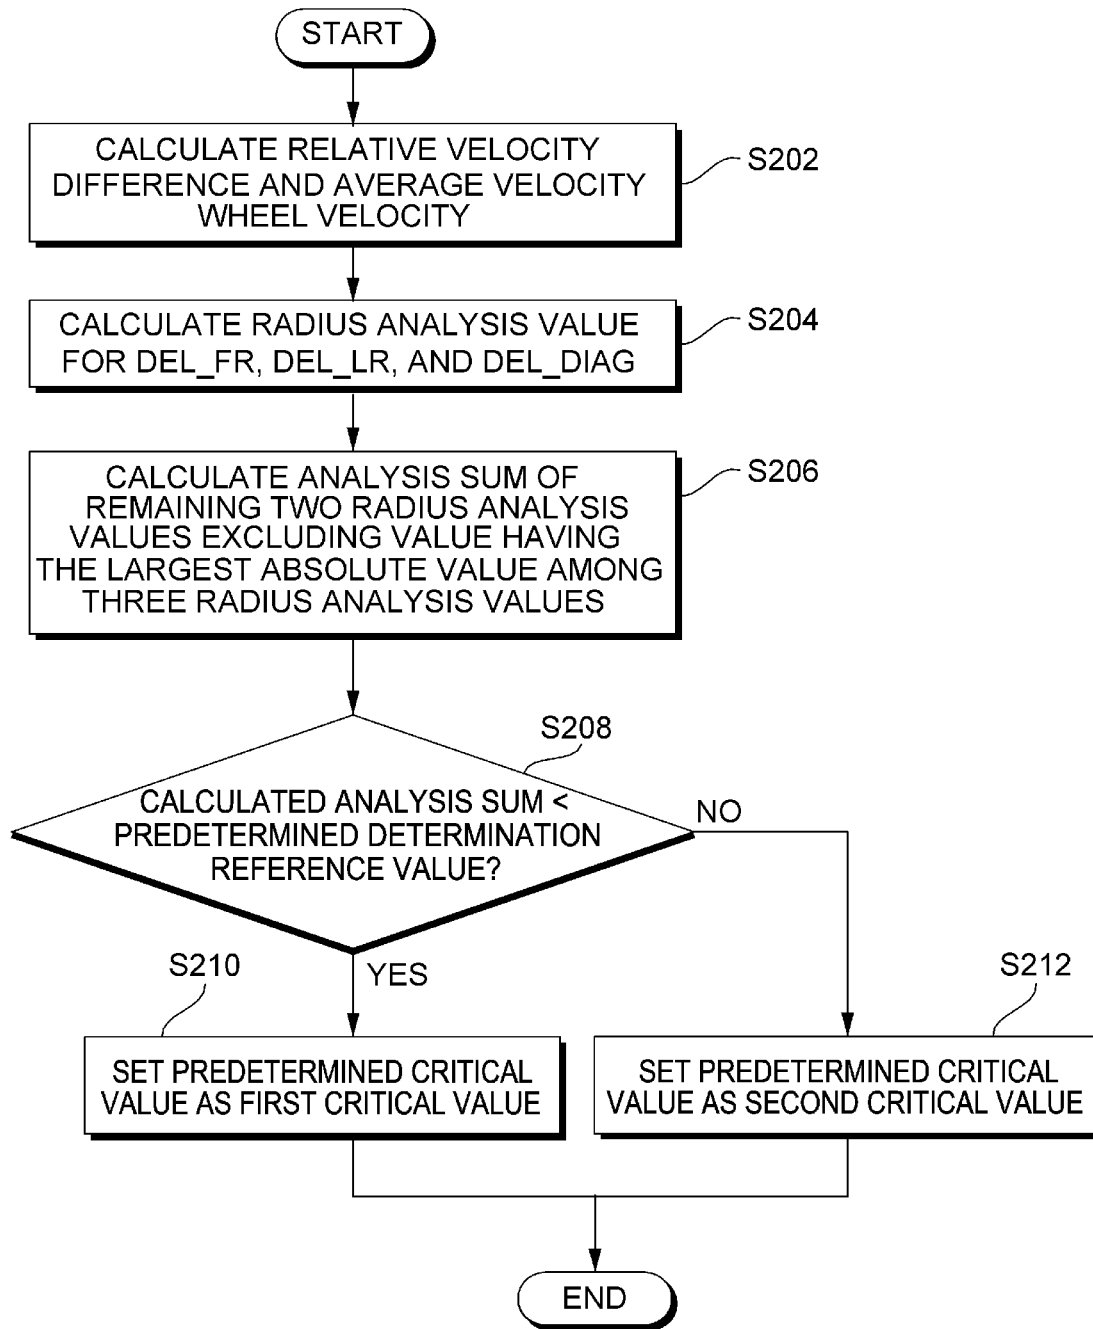 START
CALCULATE RELATIVE VELOCITY
DIFFERENCE AND AVERAGE VELOCITY
WHEEL VELOCITY
S202
CALCULATE RADIUS ANALYSIS VALUE
FOR DEL_FR, DEL_LR, AND DEL_DIAG
S204
CALCULATE ANALYSIS SUM OF
REMAINING TWO RADIUS ANALYSIS
VALUES EXCLUDING VALUE HAVING
THE LARGEST ABSOLUTE VALUE AMONG
THREE RADIUS ANALYSIS VALUES
S206
S208
CALCULATED ANALYSIS SUM <
PREDETERMINED DETERMINATION
REFERENCE VALUE?
NO
YES
S210
SET PREDETERMINED CRITICAL
VALUE AS FIRST CRITICAL VALUE
S212
SET PREDETERMINED CRITICAL
VALUE AS SECOND CRITICAL VALUE
END